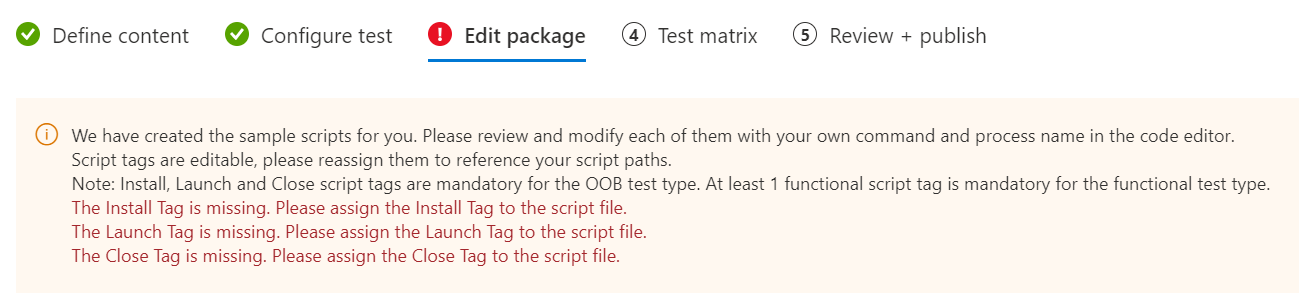 Define content Configure test ! Edit package 4 Test matrix 5 Review + publish
We have created the sample scripts for you. Please review and modify each of them with your own command and process name in the code editor.
Script tags are editable, please reassign them to reference your script paths.
Note: Install, Launch and Close script tags are mandatory for the OOB test type. At least 1 functional script tag is mandatory for the functional test type.
The Install Tag is missing. Please assign the Install Tag to the script file.
The Launch Tag is missing. Please assign the Launch Tag to the script file.
The Close Tag is missing. Please assign the Close Tag to the script file.